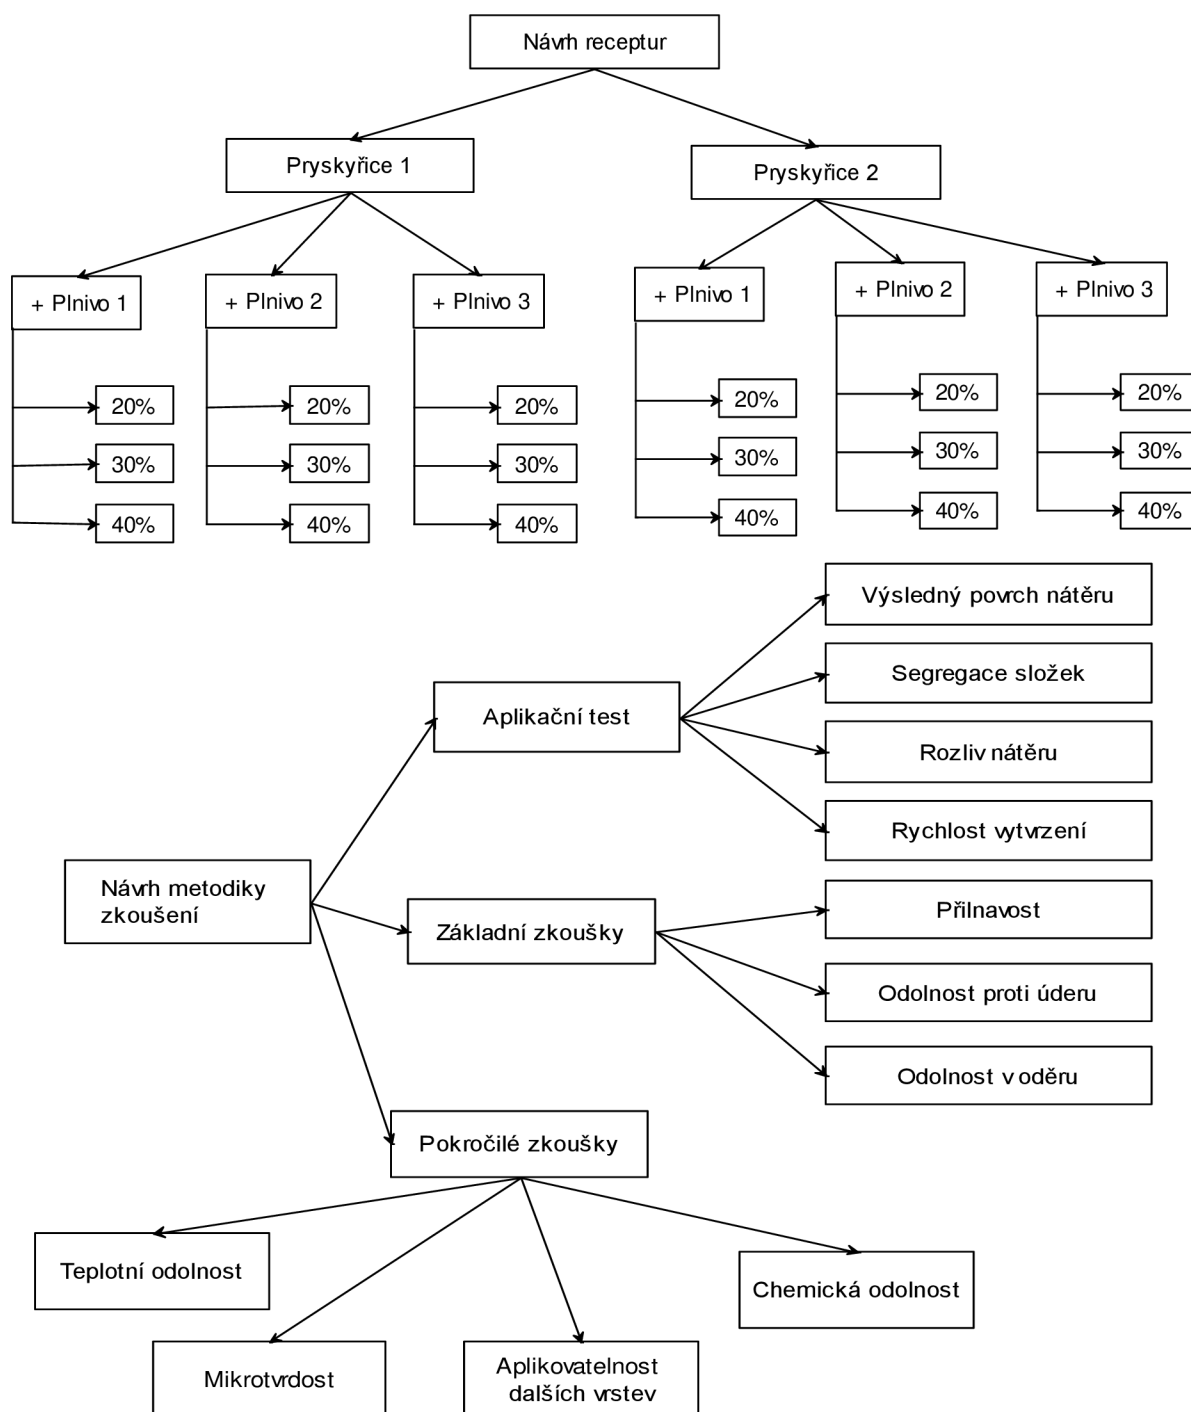 Návrh receptur
Pryskyřice 1
Pryskyřice 2
+ Plnivo 1
+ Plnivo 2
+ Plnivo 3
+ Plnivo 1
+ Plnivo 2
+ Plnivo 3
20%
20%
20%
20%
20%
20%
30%
30%
30%
30%
30%
30%
40%
40%
40%
40%
40%
40%
Výsledný povrch nátěru
Segregace složek
Aplikační test
Rozliv nátěru
Rychlost vytvrzení
Návrh metodiky
zkoušení
Základní zkoušky
Přilnavost
Odolnost proti úderu
Odolnost v oděru
Pokročilé zkoušky
Teplotní odolnost
Chemická odolnost
Mikrotvrdost
Aplikovatelnost
dalších vrstev